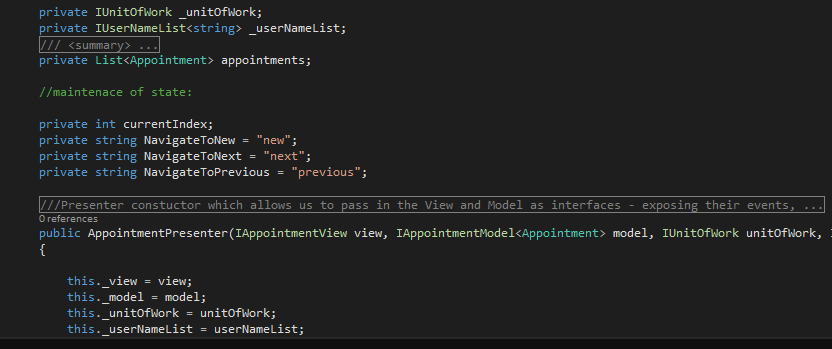 private IUnitOfWork _unitOfWork;
private IUserNameList<string> _userNameList;
/// <summary> ...
private List<Appointment> appointments;
//maintenace of state:
private int currentIndex;
private string NavigateToNew = "new";
private string NavigateToNext = "next";
private string NavigateToPrevious = "previous";
///Presenter constuctor which allows us to pass in the View and Model as interfaces - exposing their events, ...
0 references
public AppointmentPresenter(IAppointmentView view, IAppointmentModel<Appointment> model, IUnitOfWork unitOfWork,
{
this._view = view;
this._model = model;
this._unitOfWork = unitOfWork;
this._userNameList = userNameList;